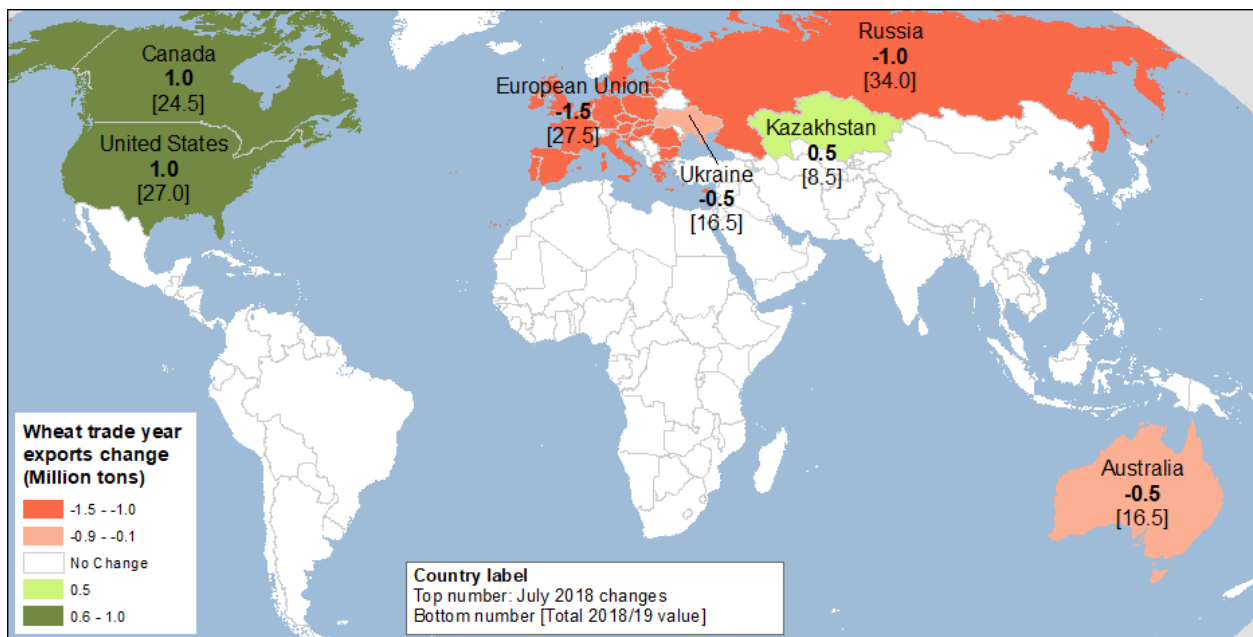 Canada
1.0
[24.5]
United States
1.0
[27.0]
European Union
-1.5
[27.5]
Russia
-1.0
[34.0]
Kazakhstan
0.5
[8.5]
Ukraine
-0.5
[16.5]
Australia
-0.5
[16.5]
Wheat trade year
exports change
(Million tons)
-1.5 - -1.0
-0.9 - -0.1
No Change
0.5
0.6 - 1.0
Country label
Top number: July 2018 changes
Bottom number [Total 2018/19 value]